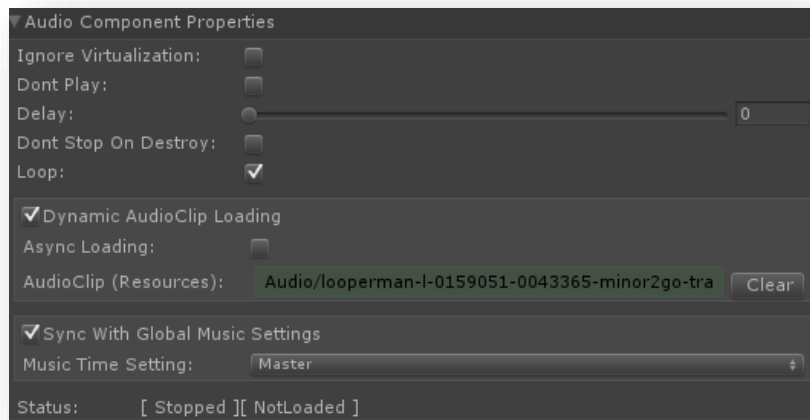 Audio Component Properties
Ignore Virtualization:
Dont Play:
Delay: 0
Dont Stop On Destroy:
Loop:
Dynamic AudioClip Loading
Async Loading:
AudioClip (Resources): Audio/looperman-l-0159051-0043365-minor2go-tra Clear
Sync With Global Music Settings
Music Time Setting: Master
Status: [ Stopped ][ NotLoaded ]